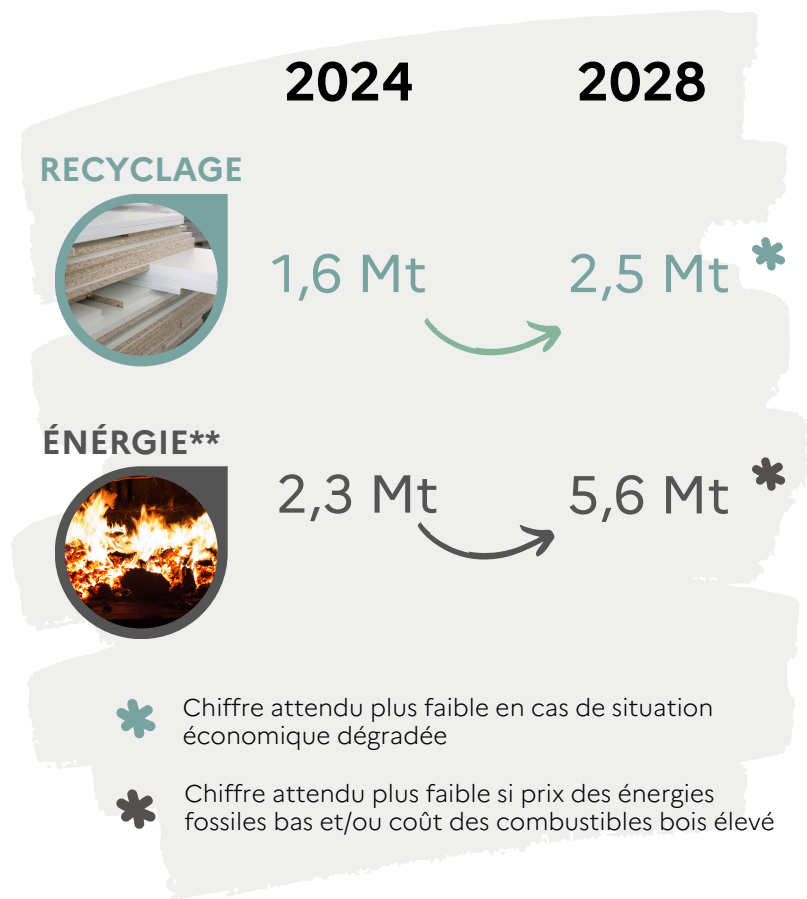 2024 2028
RECYCLAGE
1,6 Mt 2,5 Mt *
ÉNÉRGIE**
2,3 Mt 5,6 Mt *
* Chiffre attendu plus faible en cas de situation
économique dégradée
* Chiffre attendu plus faible si prix des énergies
fossiles bas et/ou coût des combustibles bois élevé